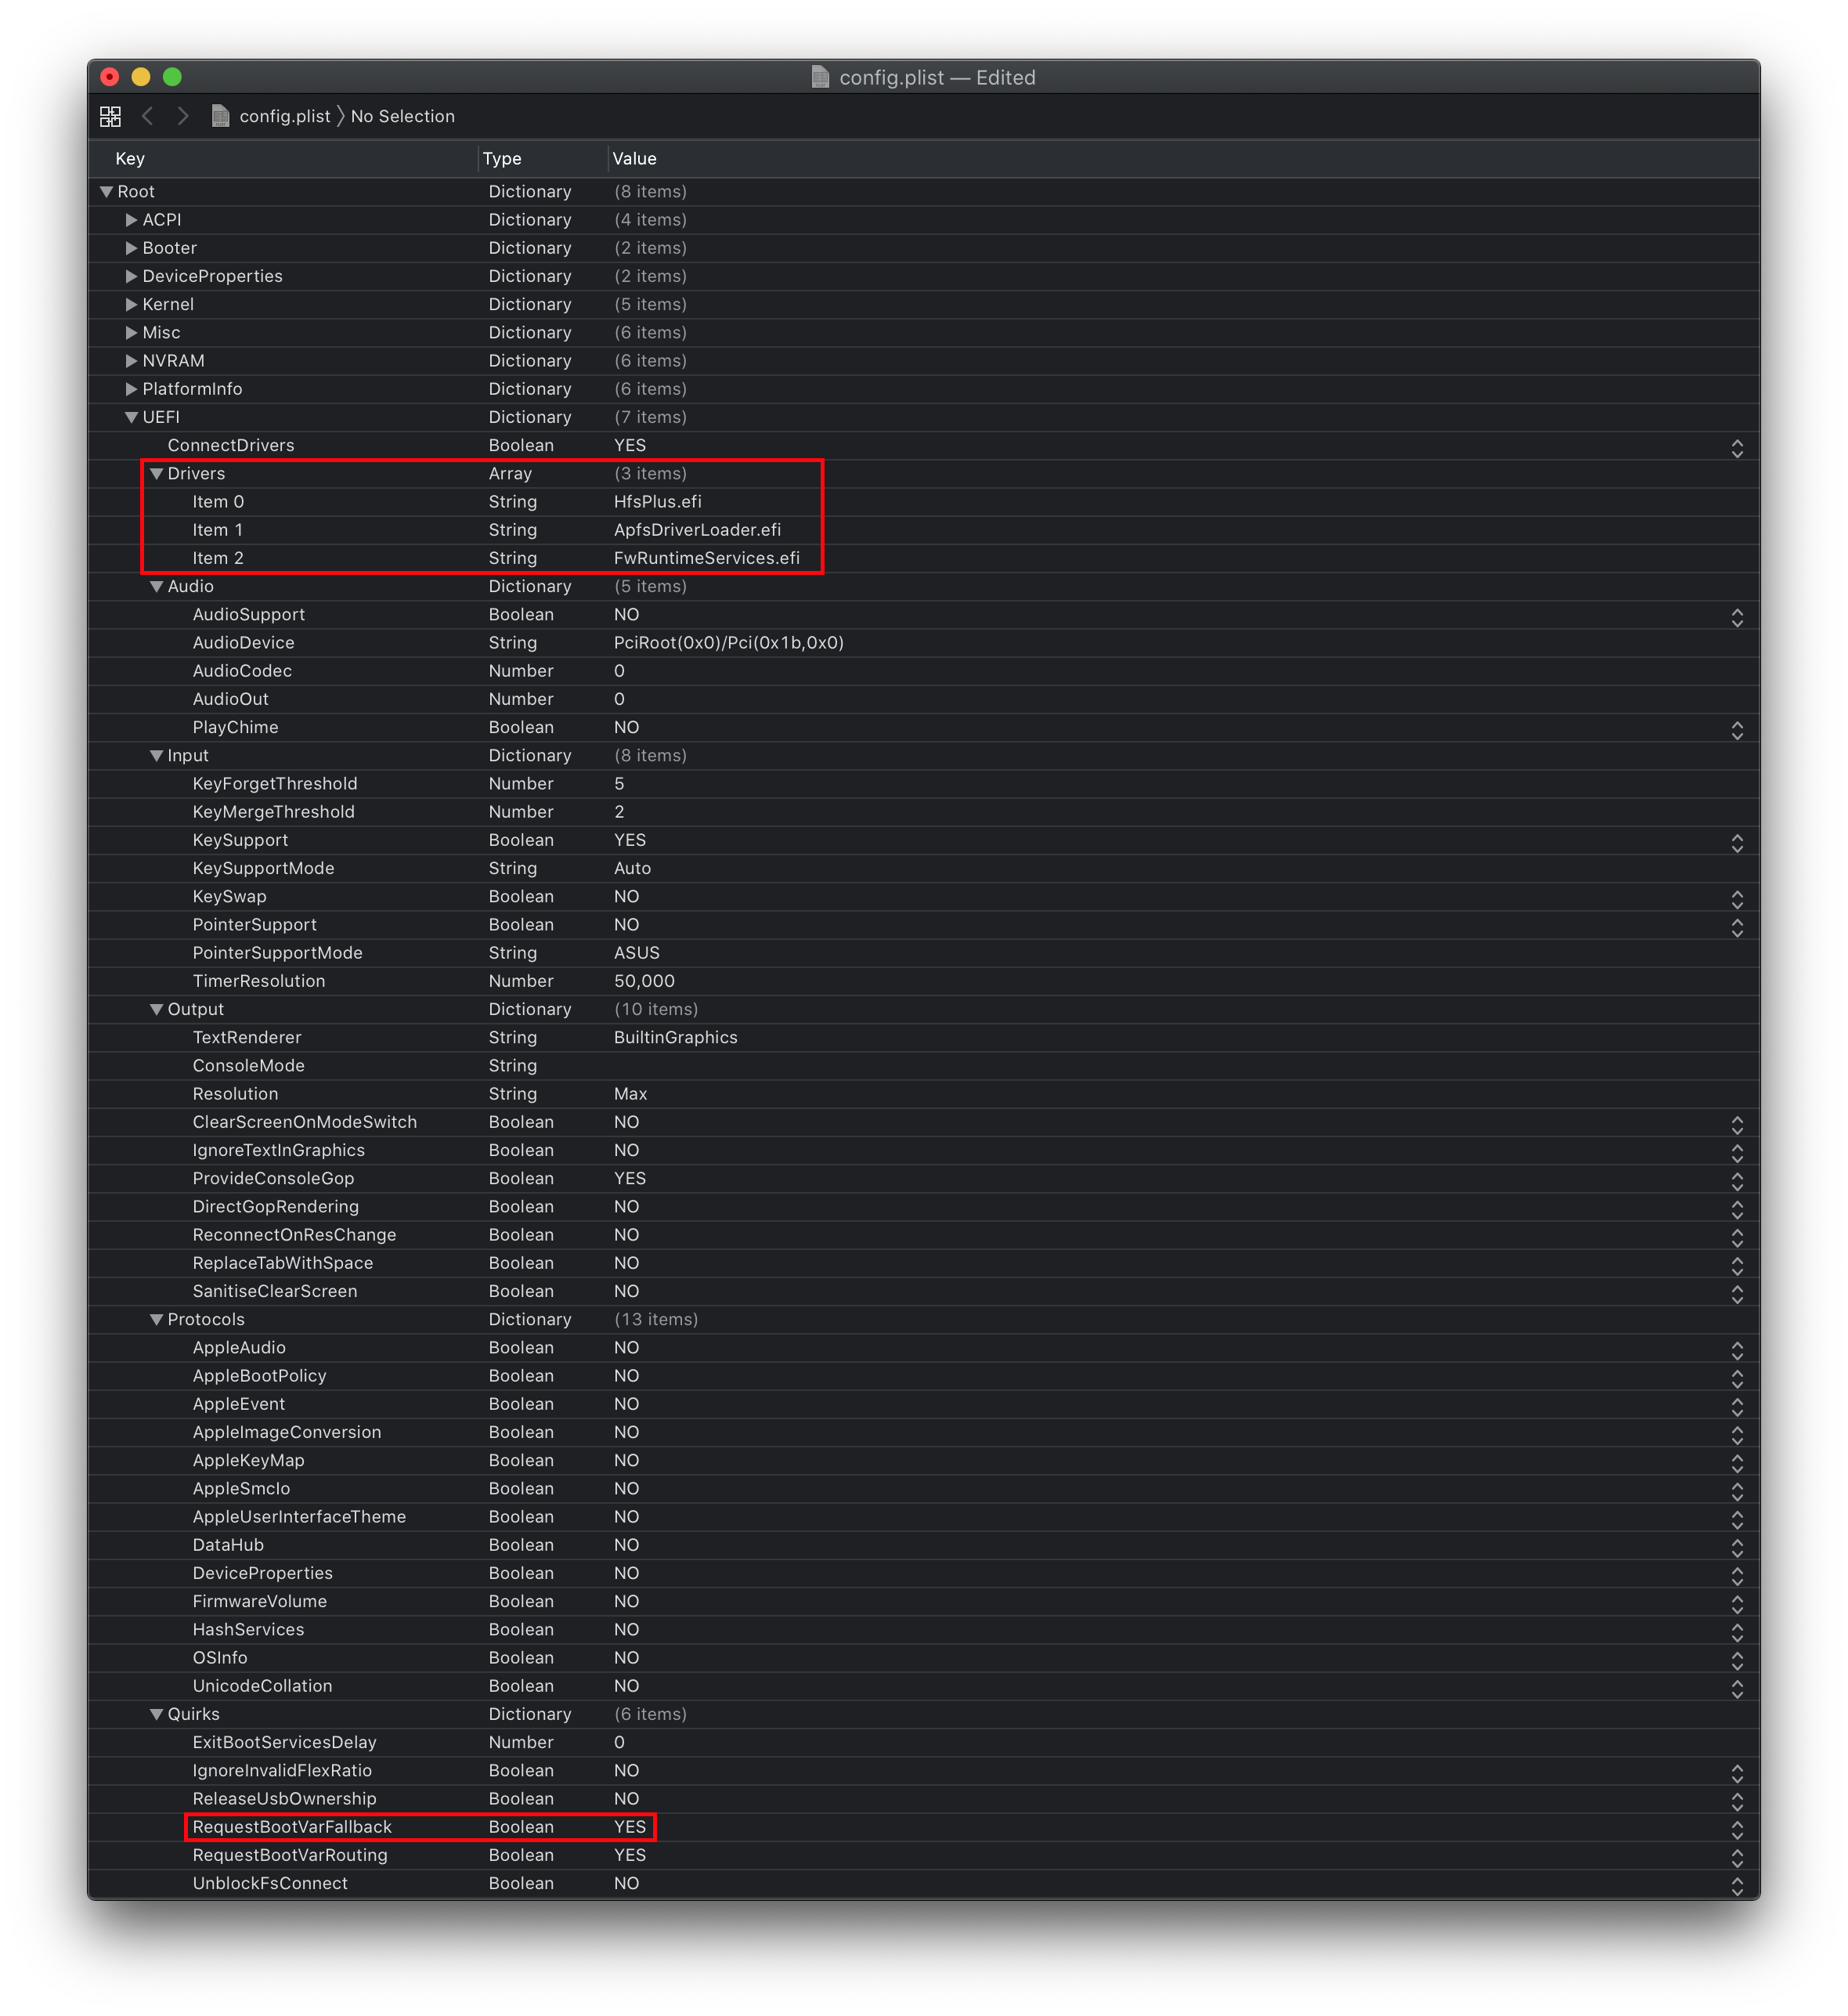 config.plist — Edited
config.plist 〉 No Selection
Key Type Value
Root Dictionary (8 items)
ACPI Dictionary (4 items)
Booter Dictionary (2 items)
DeviceProperties Dictionary (2 items)
Kernel Dictionary (5 items)
Misc Dictionary (6 items)
NVRAM Dictionary (6 items)
PlatformInfo Dictionary (6 items)
UEFI Dictionary (7 items)
ConnectDrivers Boolean YES
Drivers Array (3 items)
Item 0 String HfsPlus.efi
Item 1 String ApfsDriverLoader.efi
Item 2 String FwRuntimeServices.efi
Audio Dictionary (5 items)
AudioSupport Boolean NO
AudioDevice String PciRoot(0x0)/Pci(0x1b,0x0)
AudioCodec Number 0
AudioOut Number 0
PlayChime Boolean NO
Input Dictionary (8 items)
KeyForgetThreshold Number 5
KeyMergeThreshold Number 2
KeySupport Boolean YES
KeySupportMode String Auto
KeySwap Boolean NO
PointerSupport Boolean NO
PointerSupportMode String ASUS
TimerResolution Number 50,000
Output Dictionary (10 items)
TextRenderer String BuiltinGraphics
ConsoleMode String
Resolution String Max
ClearScreenOnModeSwitch Boolean NO
IgnoreTextInGraphics Boolean NO
ProvideConsoleGop Boolean YES
DirectGopRendering Boolean NO
ReconnectOnResChange Boolean NO
ReplaceTabWithSpace Boolean NO
SanitiseClearScreen Boolean NO
Protocols Dictionary (13 items)
AppleAudio Boolean NO
AppleBootPolicy Boolean NO
AppleEvent Boolean NO
AppleImageConversion Boolean NO
AppleKeyMap Boolean NO
AppleSmcIo Boolean NO
AppleUserInterfaceTheme Boolean NO
DataHub Boolean NO
DeviceProperties Boolean NO
FirmwareVolume Boolean NO
HashServices Boolean NO
OSInfo Boolean NO
UnicodeCollation Boolean NO
Quirks Dictionary (6 items)
ExitBootServicesDelay Number 0
IgnoreInvalidFlexRatio Boolean NO
ReleaseUsbOwnership Boolean NO
RequestBootVarFallback Boolean YES
RequestBootVarRouting Boolean YES
UnblockFsConnect Boolean NO